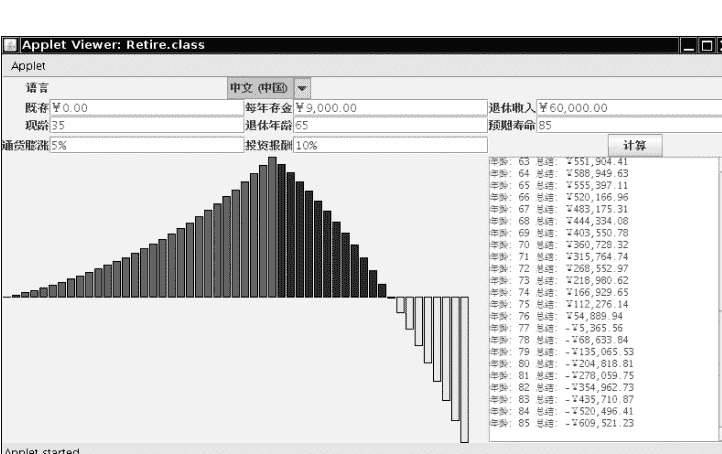 Applet Viewer: Retire.class
Applet
语言 中文 (中国)
既存 ¥0.00 每年存金 ¥9,000.00 退休收入 ¥60,000.00
现龄 35 退休年龄 65 预期寿命 85
通货膨涨 5% 投资报酬 10% 计算
年龄: 63 总结: ¥551,904.41
年龄: 64 总结: ¥588,949.63
年龄: 65 总结: ¥555,397.11
年龄: 66 总结: ¥520,166.96
年龄: 67 总结: ¥483,175.31
年龄: 68 总结: ¥444,334.08
年龄: 69 总结: ¥403,550.78
年龄: 70 总结: ¥360,728.32
年龄: 71 总结: ¥315,764.74
年龄: 72 总结: ¥268,552.97
年龄: 73 总结: ¥218,980.62
年龄: 74 总结: ¥166,929.65
年龄: 75 总结: ¥112,276.14
年龄: 76 总结: ¥54,889.94
年龄: 77 总结: -¥5,365.56
年龄: 78 总结: -¥68,633.84
年龄: 79 总结: -¥135,065.53
年龄: 80 总结: -¥204,818.81
年龄: 81 总结: -¥278,059.75
年龄: 82 总结: -¥354,962.73
年龄: 83 总结: -¥435,710.87
年龄: 84 总结: -¥520,496.41
年龄: 85 总结: -¥609,521.23
Applet started.